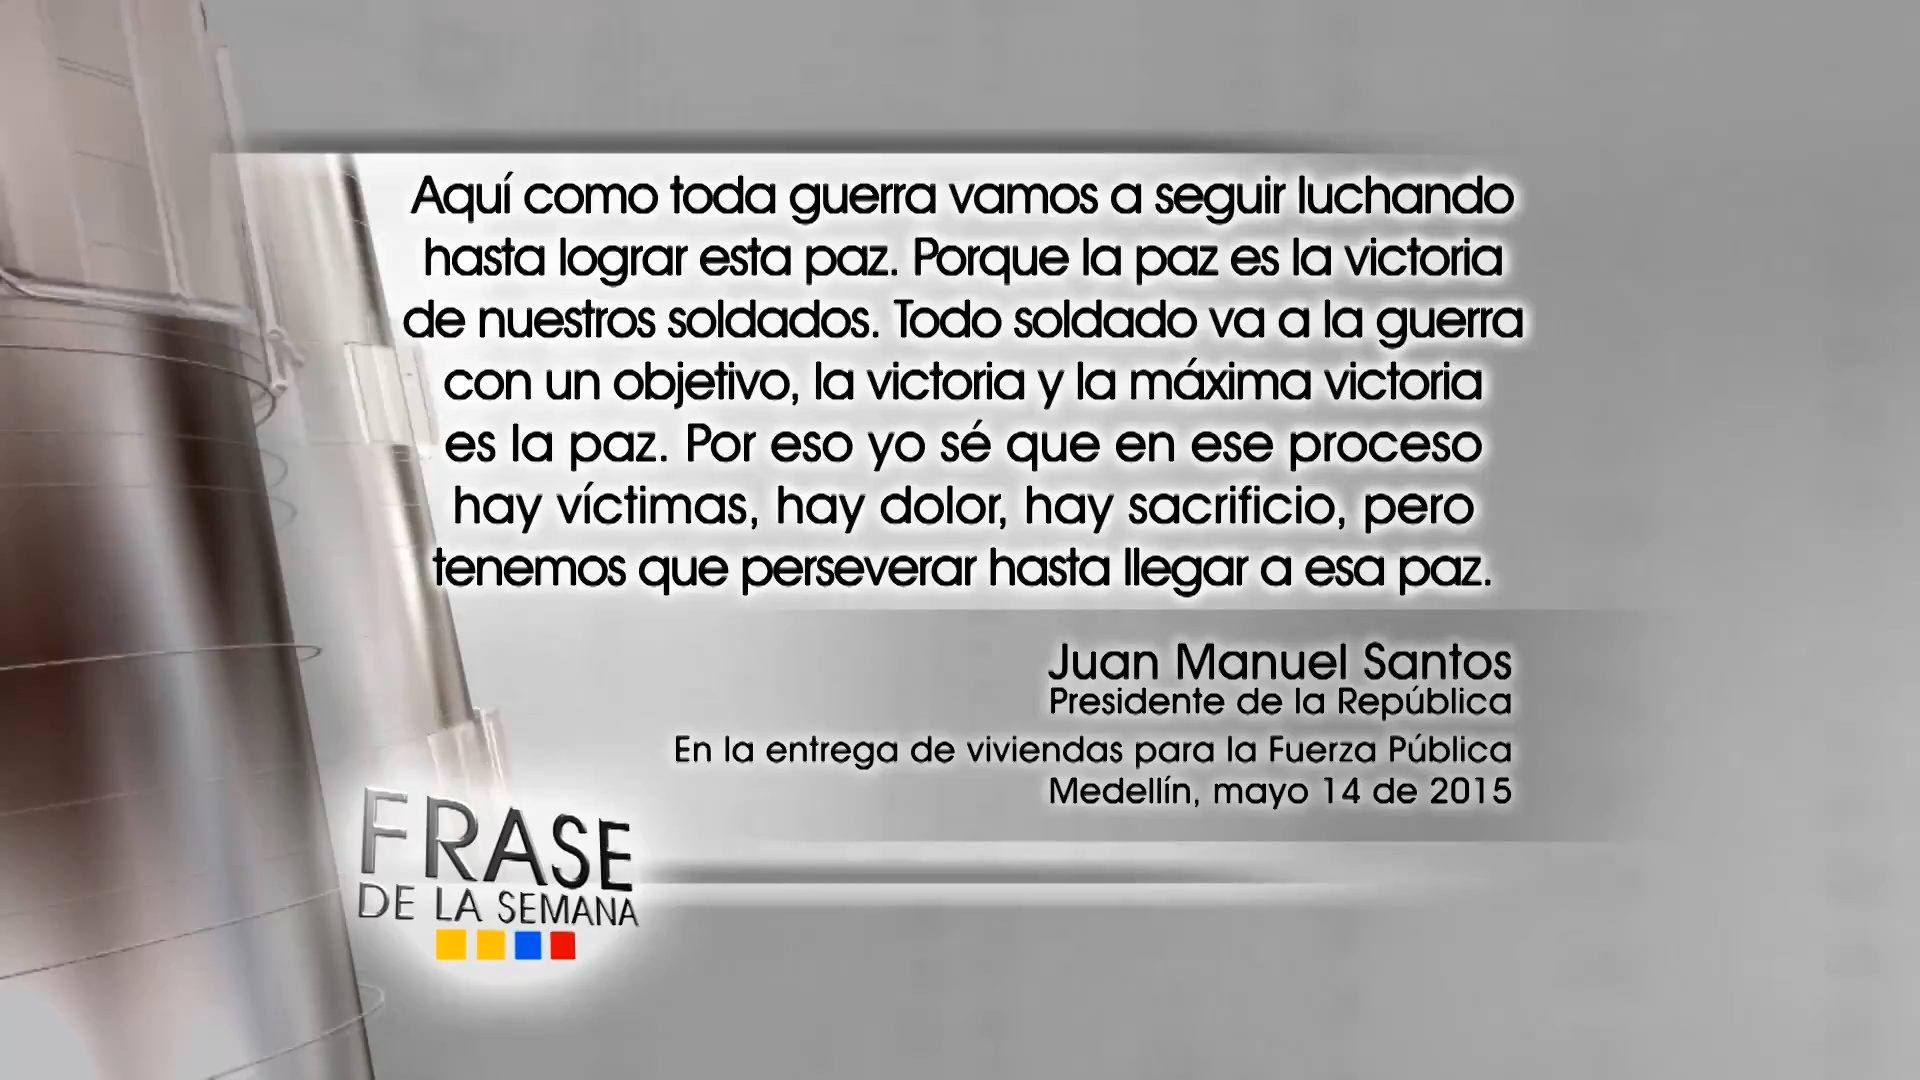 Aquí como toda guerra vamos a seguir luchando
hasta lograr esta paz. Porque la paz es la victoria
de nuestros soldados. Todo soldado va a la guerra
con un objetivo, la victoria y la máxima victoria
es la paz. Por eso yo sé que en ese proceso
hay víctimas, hay dolor, hay sacrificio, pero
tenemos que perseverar hasta llegar a esa paz.
Juan Manuel Santos
Presidente de la República
En la entrega de viviendas para la Fuerza Pública
Medellín, mayo 14 de 2015
FRASE
DE LA SEMANA